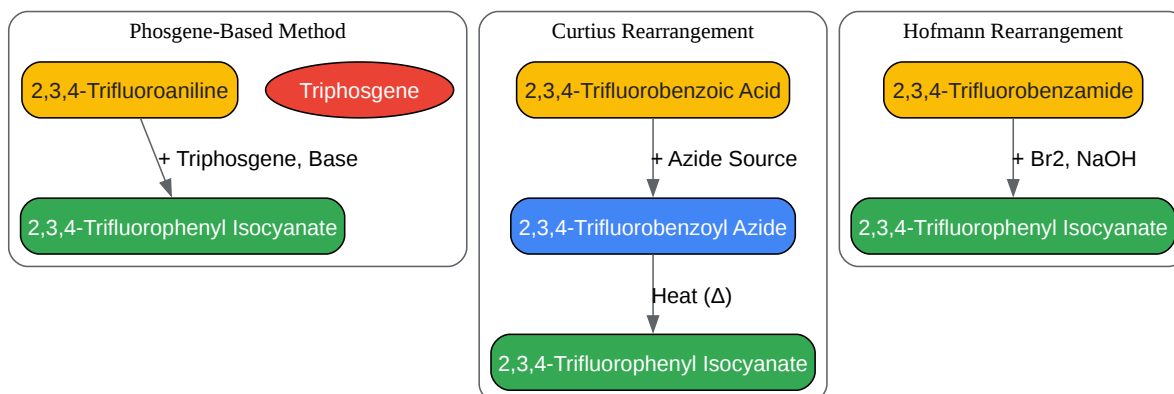 Phosgene-Based Method
2,3,4-Trifluoroaniline
Triphosgene
+ Triphosgene, Base
2,3,4-Trifluorophenyl Isocyanate
Curtius Rearrangement
2,3,4-Trifluorobenzoic Acid
+ Azide Source
2,3,4-Trifluorobenzoyl Azide
Heat (Δ)
2,3,4-Trifluorophenyl Isocyanate
Hofmann Rearrangement
2,3,4-Trifluorobenzamide
+ Br2, NaOH
2,3,4-Trifluorophenyl Isocyanate